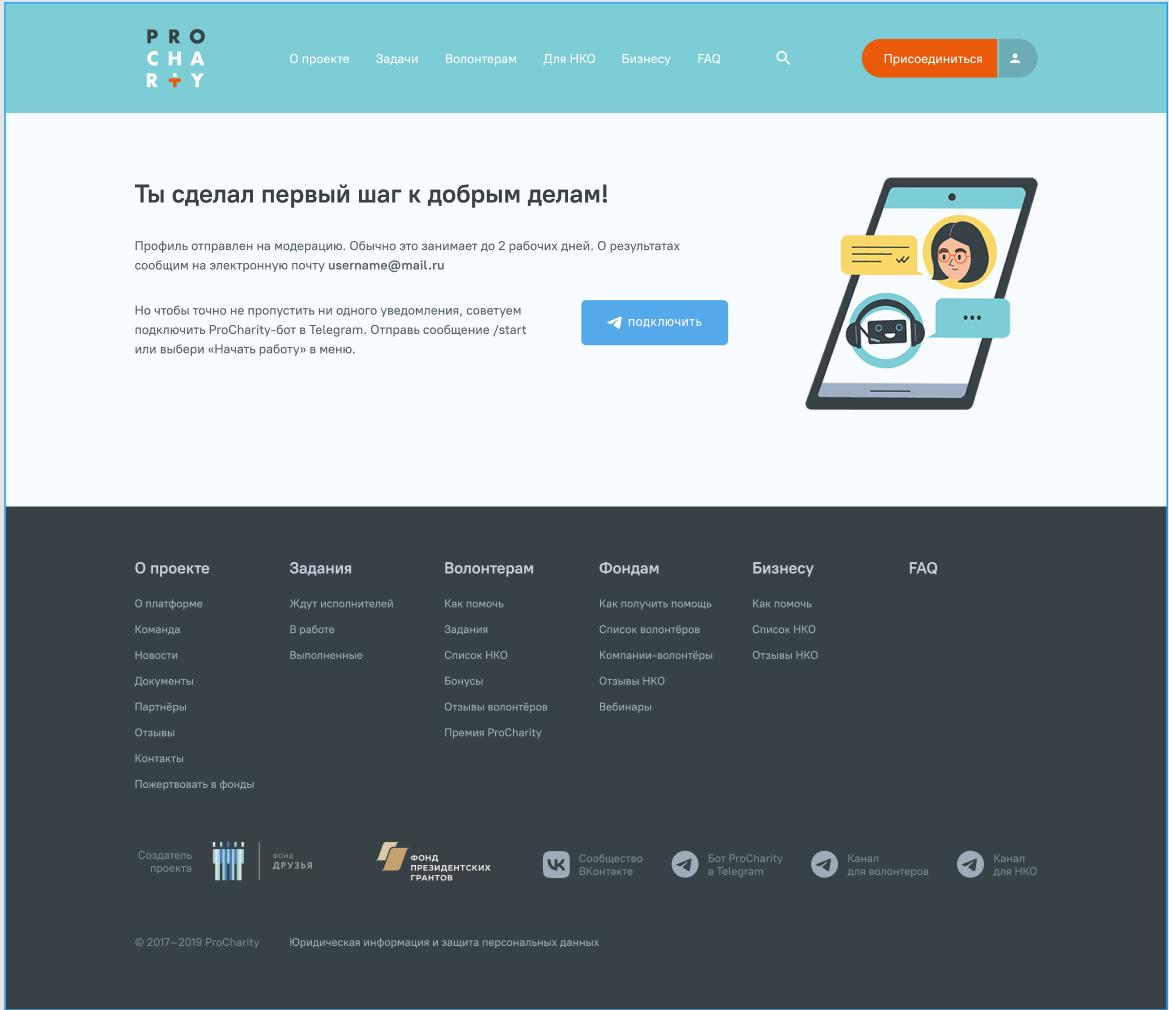 PRO
CHA
RITY
О проекте Задачи Волонтерам Для НКО Бизнесу FAQ Присоединиться
Ты сделал первый шаг к добрым делам!
Профиль отправлен на модерацию. Обычно это занимает до 2 рабочих дней. О результатах
сообщим на электронную почту username@mail.ru
Но чтобы точно не пропустить ни одного уведомления, советуем
подключить ProCharity-бот в Telegram. Отправь сообщение /start
или выбери «Начать работу» в меню.
ПОДКЛЮЧИТЬ
О проекте
О платформе
Команда
Новости
Документы
Партнёры
Отзывы
Контакты
Пожертвовать в фонды
Задания
Ждут исполнителей
В работе
Выполненные
Волонтерам
Как помочь
Задания
Список НКО
Бонусы
Отзывы волонтёров
Премия ProCharity
Фондам
Как получить помощь
Список волонтёров
Компании-волонтёры
Отзывы НКО
Вебинары
Бизнесу
Как помочь
Список НКО
Отзывы НКО
FAQ
Создатель
проекта
ФОНД
ДРУЗЬЯ
ФОНД
ПРЕЗИДЕНТСКИХ
ГРАНТОВ
Сообщество
ВКонтакте
Бот ProCharity
в Telegram
Канал
для волонтеров
Канал
для НКО
© 2017—2019 ProCharity Юридическая информация и защита персональных данных